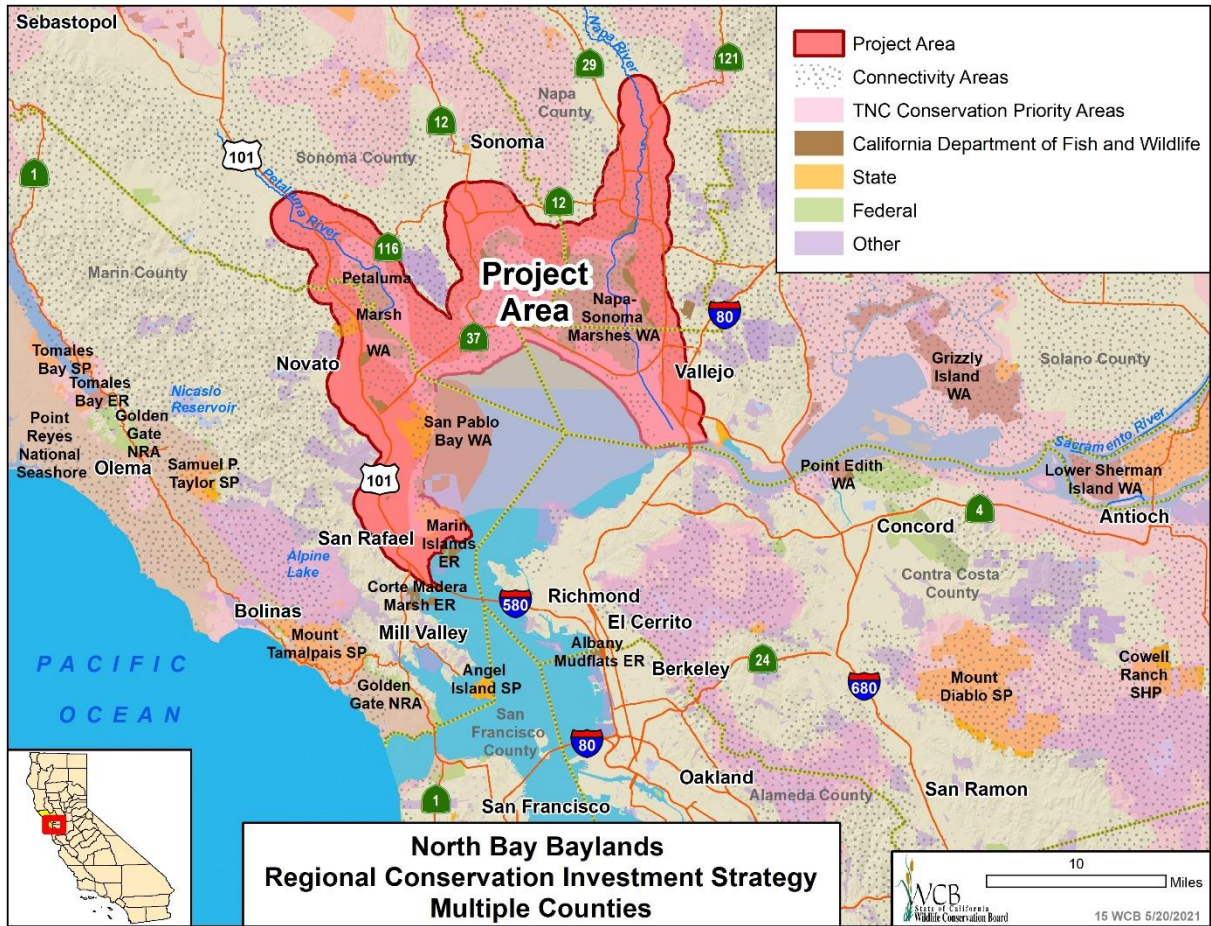 Sebastopol
Napa River
29
121
Napa
County
12
Sonoma
101
Sonoma County
1
Petaluma River
12
116
Marin County
Petaluma
Marsh
WA
Project
Area
Napa-
Sonoma
Marshes WA
80
37
Novato
Vallejo
Grizzly
Island
WA
Solano County
Tomales
Bay SP
Tomales
Bay ER
Nicasio
Reservoir
Golden
Gate
NRA
Point
Reyes
National
Seashore
Olema
Samuel P.
Taylor SP
San Pablo
Bay WA
Sacramento River
Point Edith
WA
Lower Sherman
Island WA
Antioch
101
4
Concord
San Rafael
Marin
Islands
ER
Alpine
Lake
Contra Costa
County
Corte Madera
Marsh ER
580
Richmond
El Cerrito
Bolinas
Mill Valley
Albany
Mudflats ER
Mount
Tamalpais SP
Berkeley
24
PACIFIC
OCEAN
Angel
Island SP
Golden
Gate NRA
680
Mount
Diablo SP
Cowell
Ranch
SHP
San
Francisco
County
80
Oakland
Alameda County
San Ramon
1
San Francisco
Project Area
Connectivity Areas
TNC Conservation Priority Areas
California Department of Fish and Wildlife
State
Federal
Other
North Bay Baylands
Regional Conservation Investment Strategy
Multiple Counties
WCB
State of California
Wildlife Conservation Board
10
Miles
15 WCB 5/20/2021